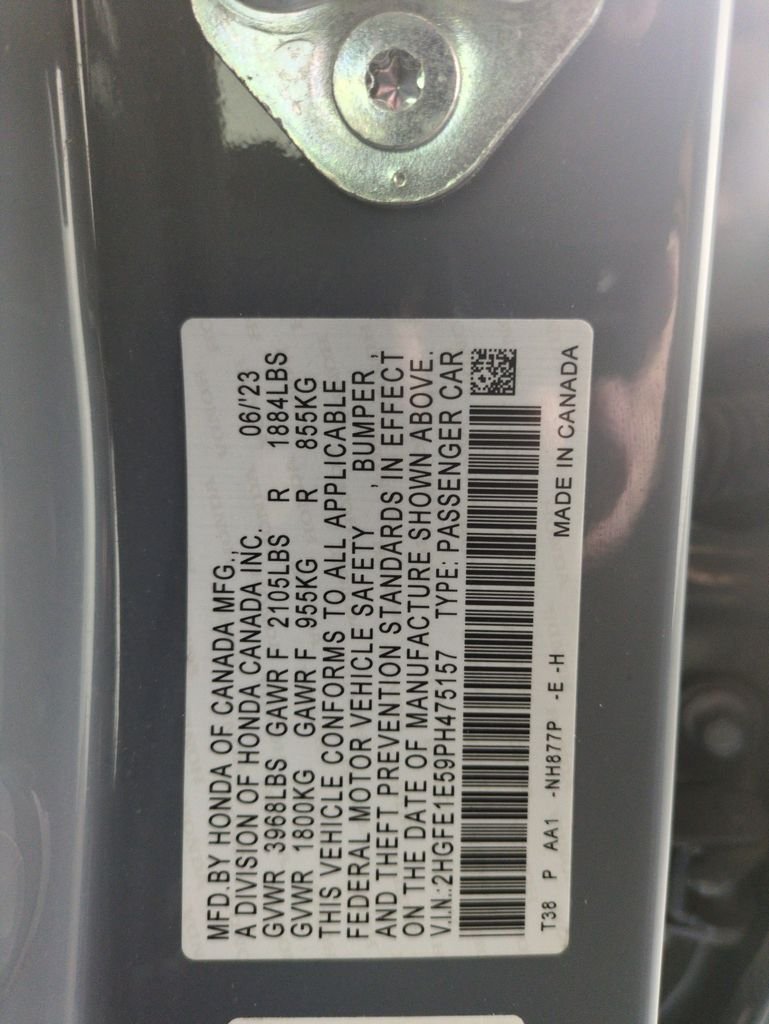 MFD.BY HONDA OF CANADA MFG., 06/'23
A DIVISION OF HONDA CANADA INC.
GVWR 3968LBS GAWR F 2105LBS R 1884LBS
GVWR 1800KG GAWR F 955KG R 855KG
THIS VEHICLE CONFORMS TO ALL APPLICABLE
FEDERAL MOTOR VEHICLE SAFETY , BUMPER ,
AND THEFT PREVENTION STANDARDS IN EFFECT
ON THE DATE OF MANUFACTURE SHOWN ABOVE.
V.I.N.:2HGFE1E59PH475157 TYPE: PASSENGER CAR
T38 P AA1 -NH877P -E -H MADE IN CANADA